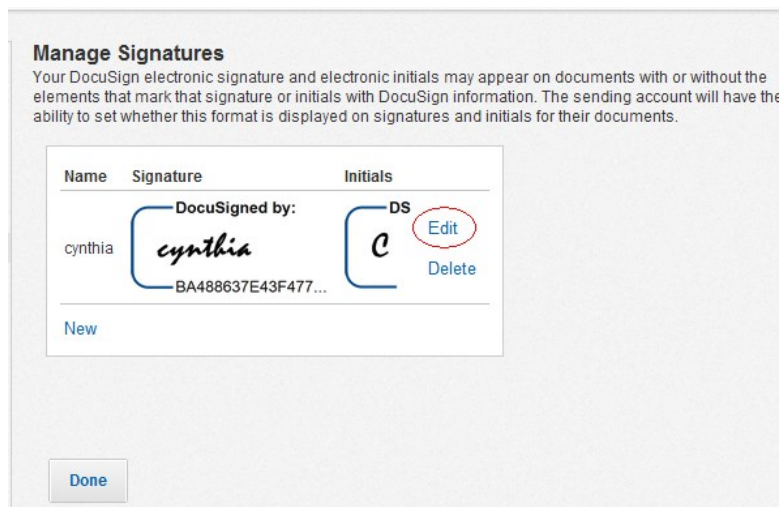 Manage Signatures
Your DocuSign electronic signature and electronic initials may appear on documents with or without the
elements that mark that signature or initials with DocuSign information. The sending account will have the
ability to set whether this format is displayed on signatures and initials for their documents.
Name Signature Initials
DocuSigned by: DS
Edit
cynthia cynthia C
Delete
BA488637E43F477...
New
Done